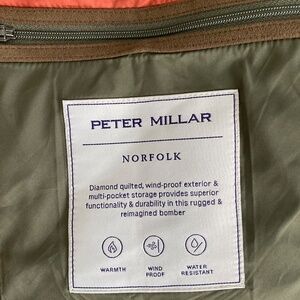 PETER MILLAR
NORFOLK
Diamond quilted, wind-proof exterior &
multi-pocket storage provides superior
functionality & durability in this rugged &
reimagined bomber
WARMTH
WIND
PROOF
WATER
RESISTANT